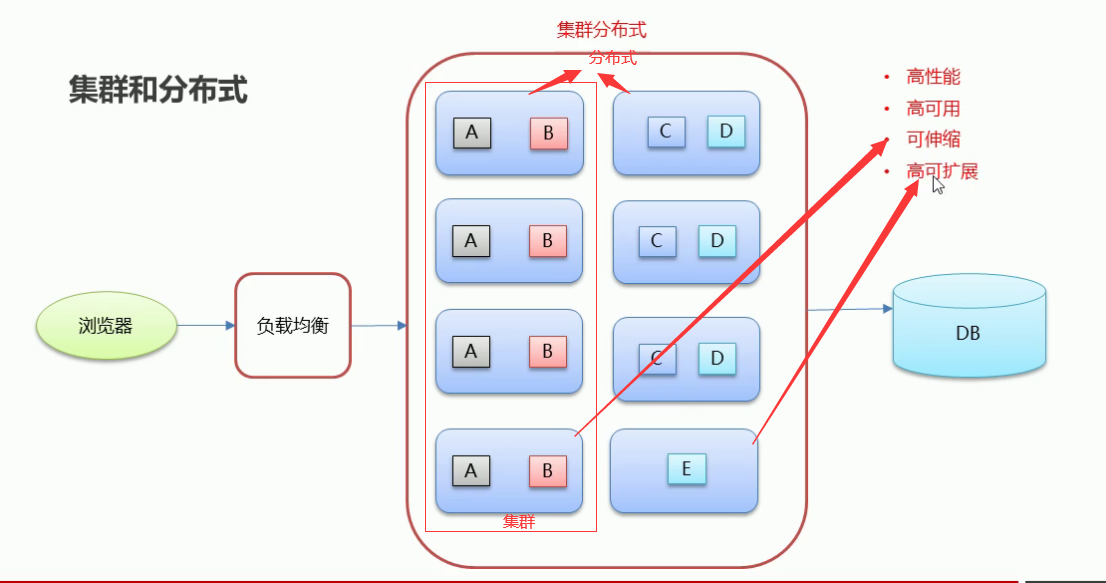 集群分布式
分布式
集群和分布式
• 高性能
• 高可用
• 可伸缩
• 高可扩展
A B C D
A B C D
浏览器
负载均衡
DB
A B C D
A B E
集群